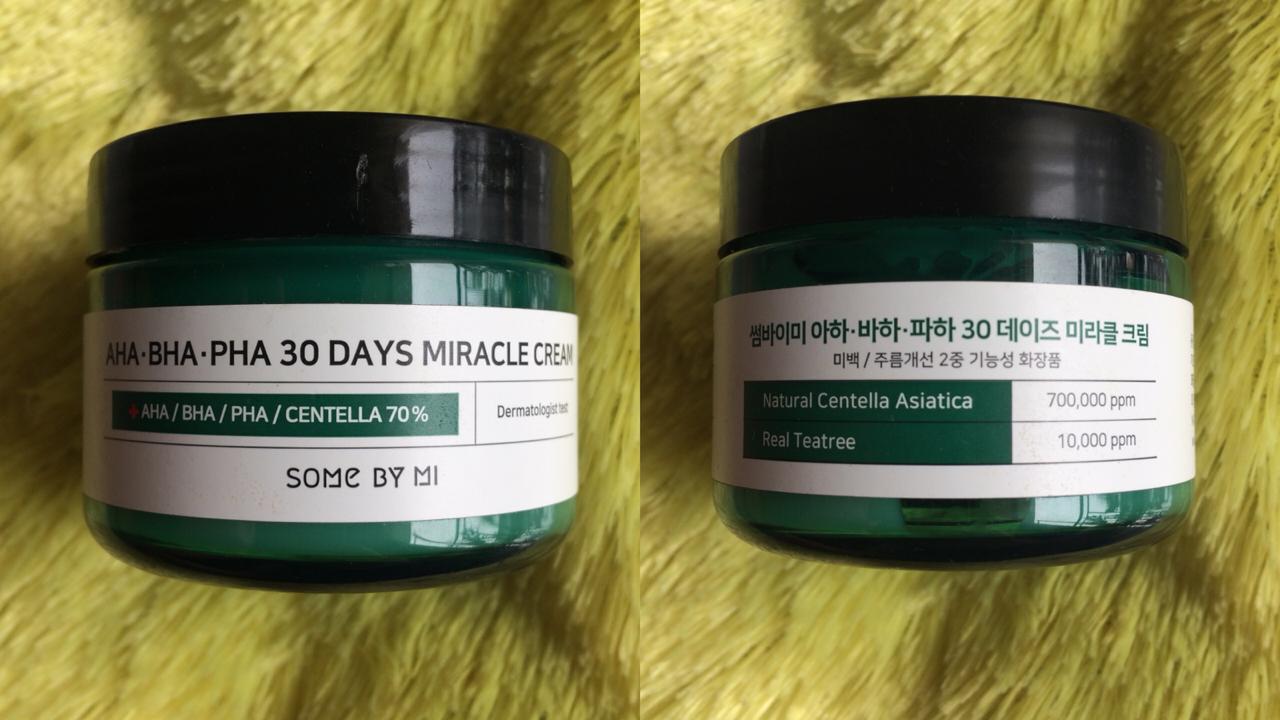 AHA·BHA·PHA 30 DAYS MIRACLE CREAM
+ AHA / BHA / PHA / CENTELLA 70%
Dermatologist test
SOME BY MI
썸바이미 아하·바하·파하 30 데이즈 미라클 크림
미백 / 주름개선 2중 기능성 화장품
Natural Centella Asiatica 700,000 ppm
Real Teatree 10,000 ppm